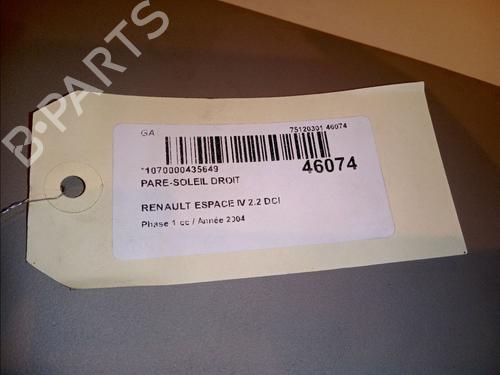 B-PARTS
GA
75120301 46074
*1070000435649
46074
PARE-SOLEIL DROIT
RENAULT ESPACE IV 2.2 DCI
Phase 1 cc / Année 2004